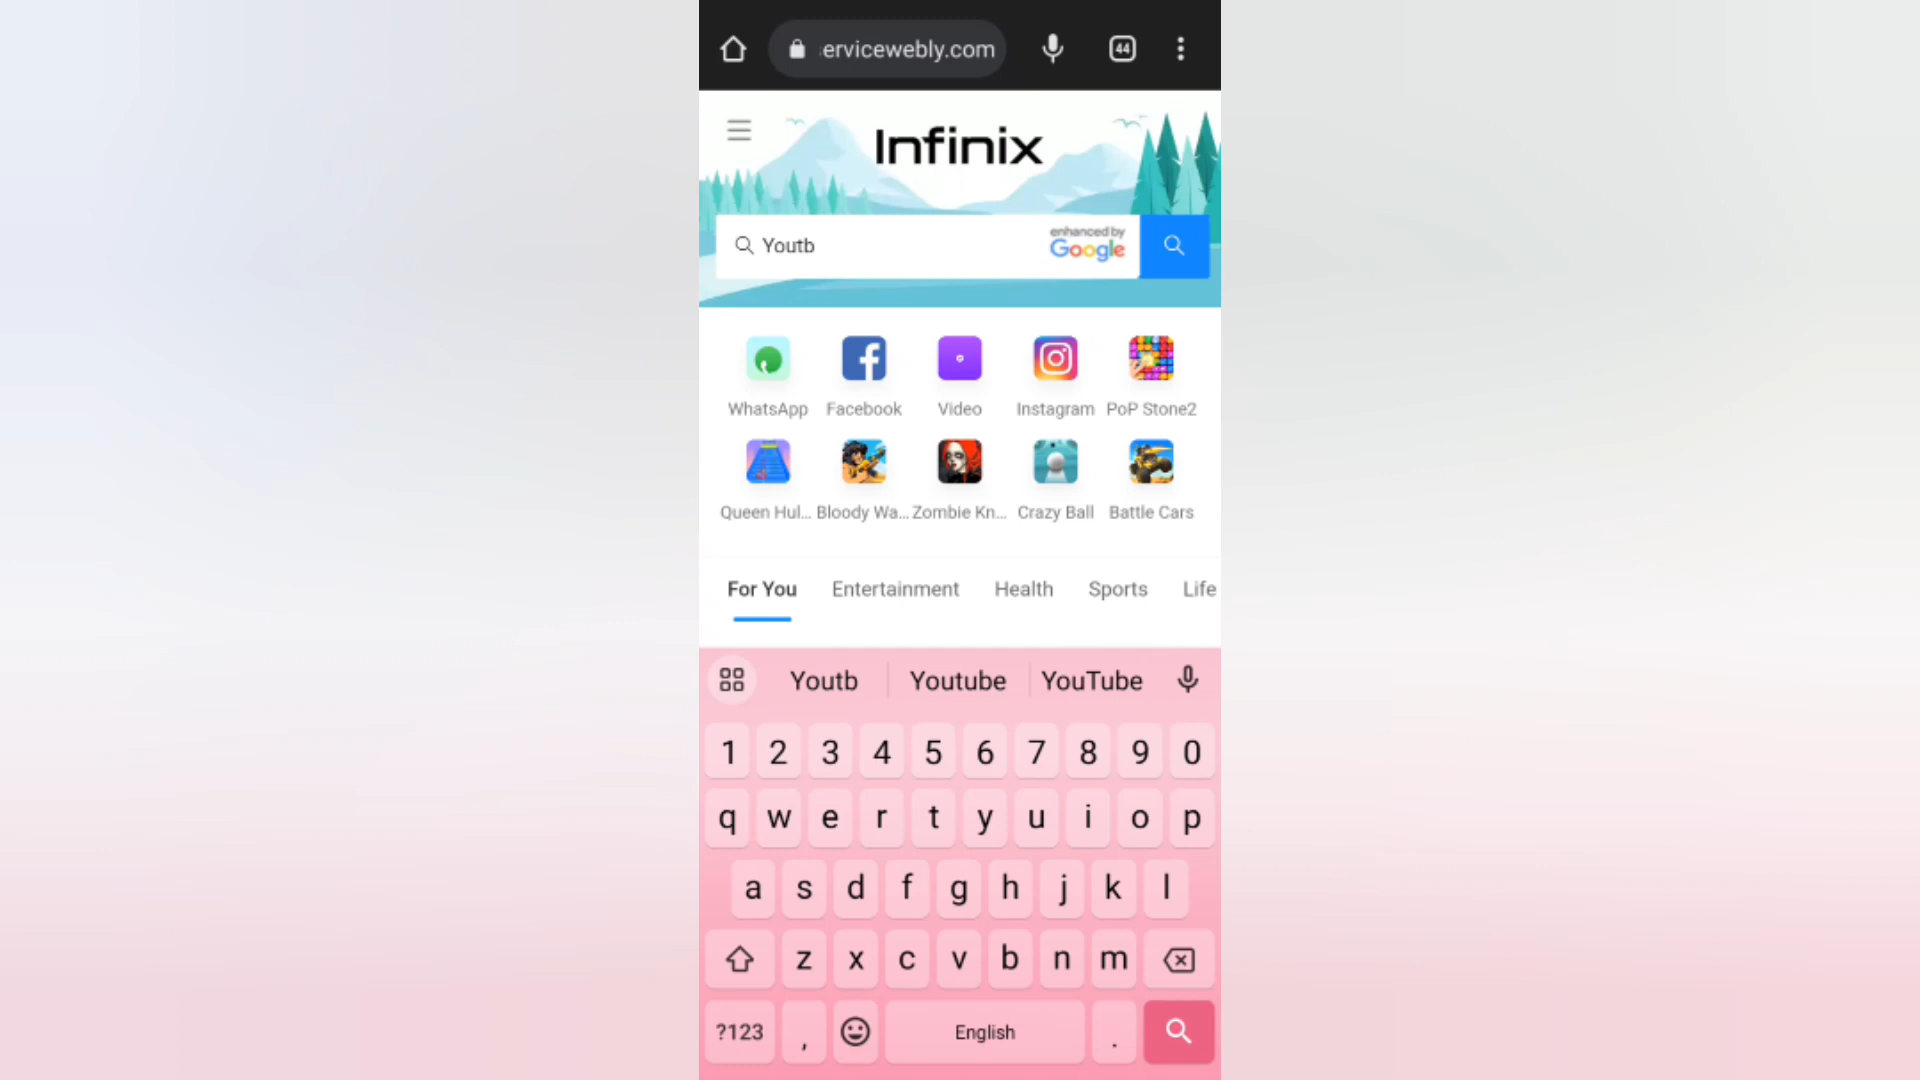 ervicewebly.com
44
Infinix
Youtb
enhanced by
Google
WhatsApp Facebook Video Instagram PoP Stone2
Queen Hul... Bloody Wa... Zombie Kn... Crazy Ball Battle Cars
For You Entertainment Health Sports Life
Youtb Youtube YouTube
1 2 3 4 5 6 7 8 9 0
q w e r t y u i o p
a s d f g h j k l
z x c v b n m
?123 , English .